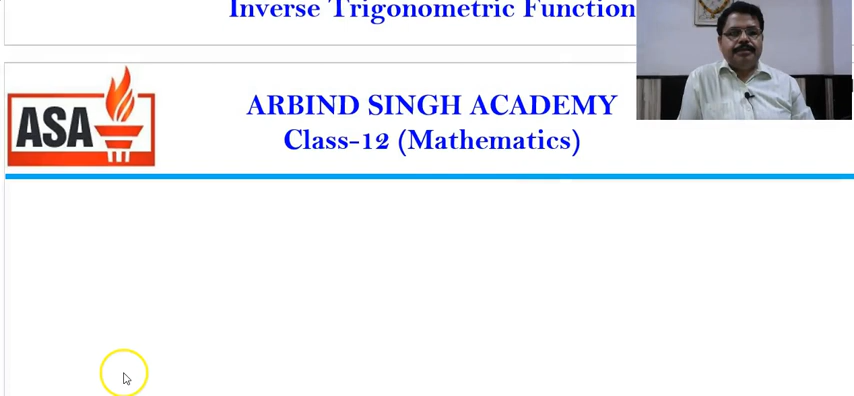 Inverse Trigonometric Function
ASA
ARBIND SINGH ACADEMY
Class-12 (Mathematics)